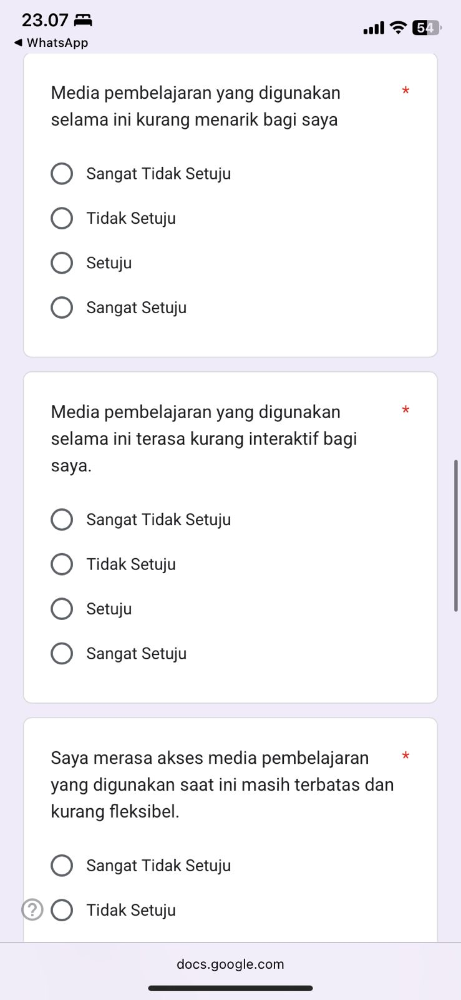 23.07
54
◀ WhatsApp
Media pembelajaran yang digunakan *
selama ini kurang menarik bagi saya
Sangat Tidak Setuju
Tidak Setuju
Setuju
Sangat Setuju
Media pembelajaran yang digunakan *
selama ini terasa kurang interaktif bagi
saya.
Sangat Tidak Setuju
Tidak Setuju
Setuju
Sangat Setuju
Saya merasa akses media pembelajaran *
yang digunakan saat ini masih terbatas dan
kurang fleksibel.
Sangat Tidak Setuju
? Tidak Setuju
docs.google.com